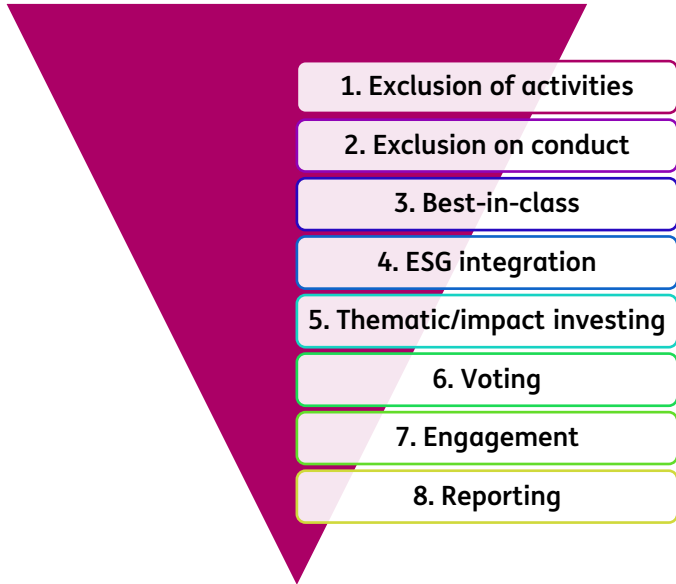 1. Exclusion of activities
2. Exclusion on conduct
3. Best-in-class
4. ESG integration
5. Thematic/impact investing
6. Voting
7. Engagement
8. Reporting